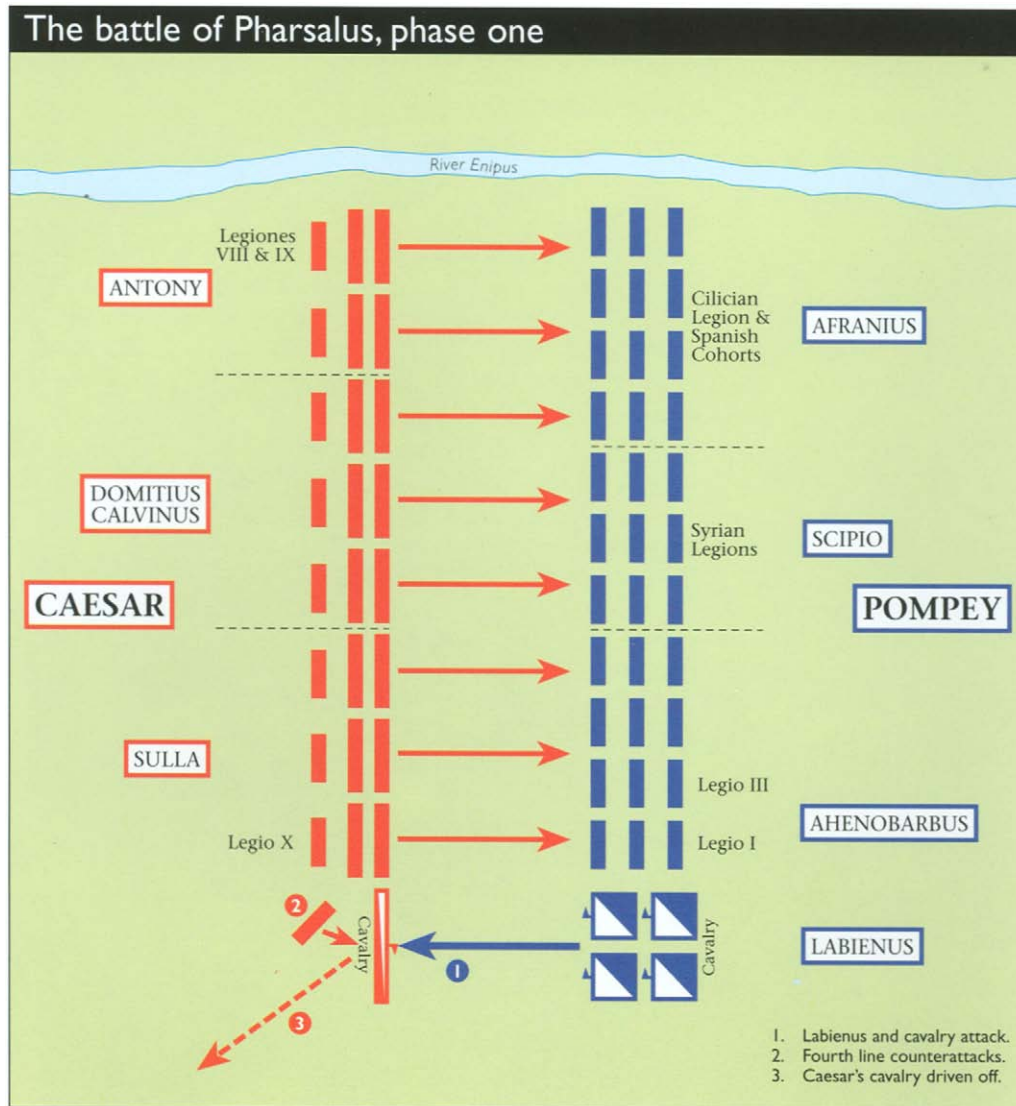 The battle of Pharsalus, phase one
River Enipus
Legiones
VIII & IX
ANTONY
Cilician
Legion &
Spanish
Cohorts
AFRANIUS
DOMITIUS
CALVINUS
Syrian
Legions
SCIPIO
CAESAR
POMPEY
SULLA
Legio III
Legio X
Legio I
AHENOBARBUS
2
Cavalry
1
Cavalry
LABIENUS
3
1. Labienus and cavalry attack.
2. Fourth line counterattacks.
3. Caesar's cavalry driven off.